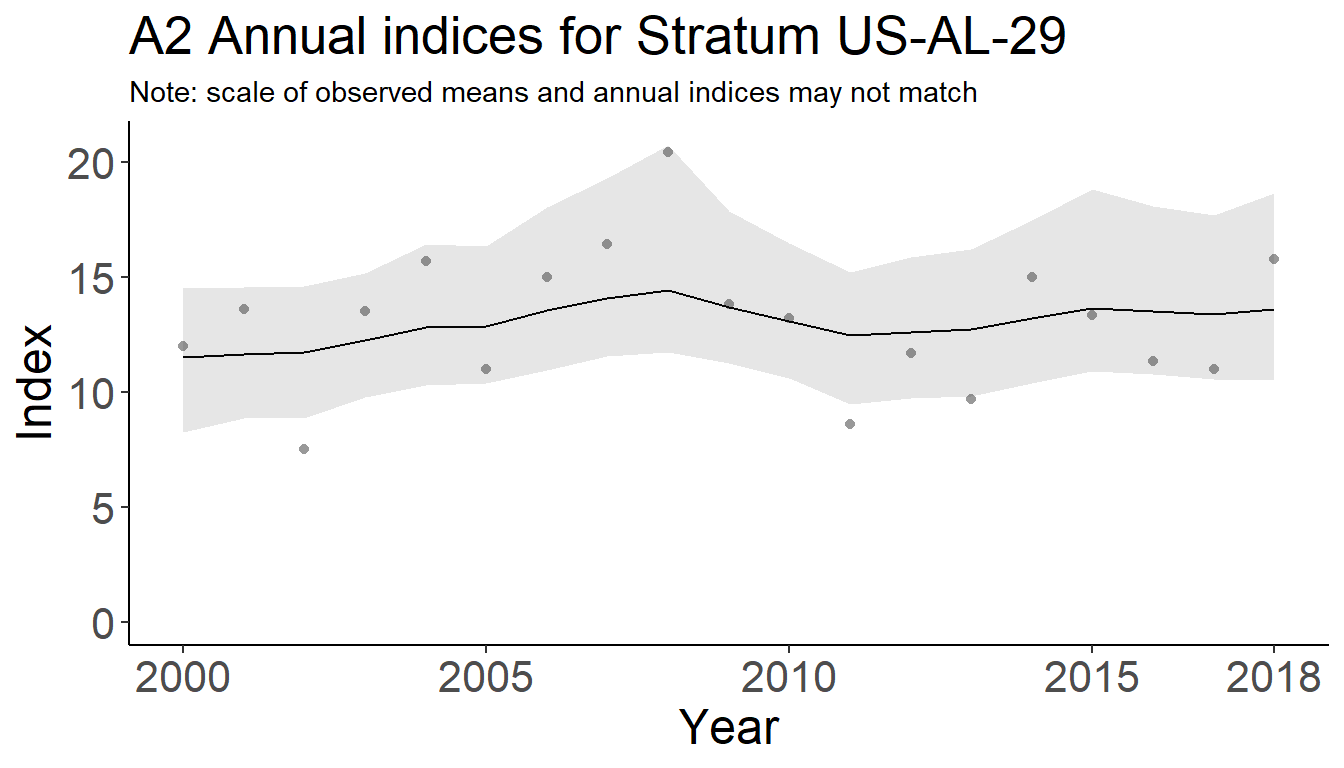 A2 Annual indices for Stratum US-AL-29
Note: scale of observed means and annual indices may not match
20
15
10
5
0
Index
2000 2005 2010 2015 2018
Year